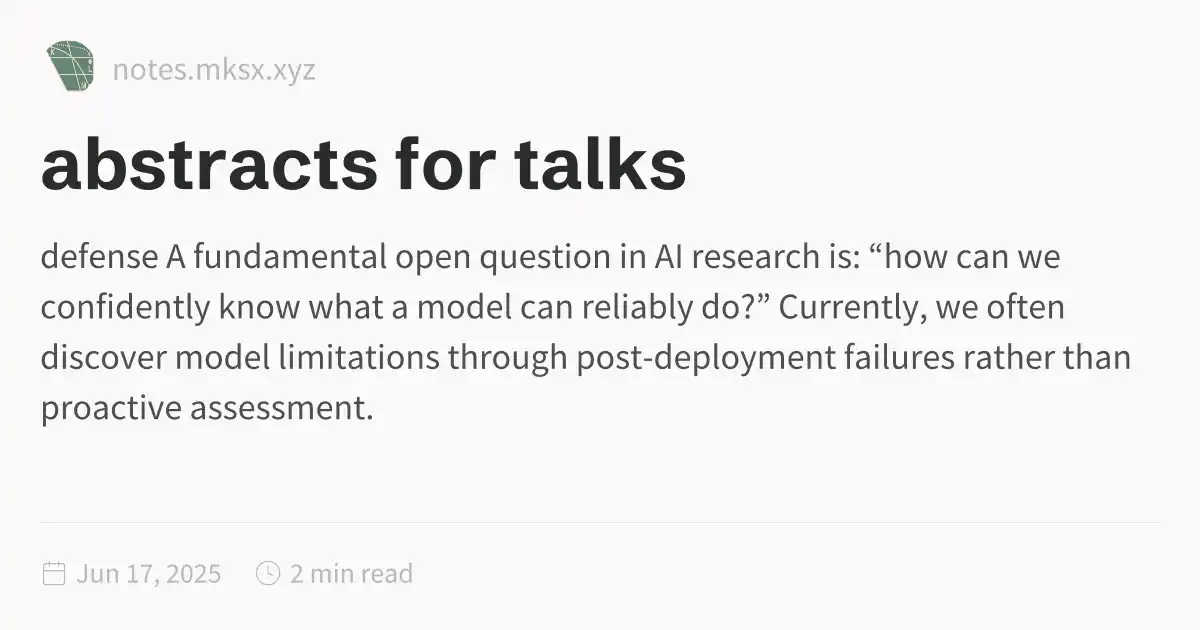 notes.mksx.xyz
abstracts for talks
defense A fundamental open question in AI research is: “how can we
confidently know what a model can reliably do?” Currently, we often
discover model limitations through post-deployment failures rather than
proactive assessment.
Jun 17, 2025 2 min read